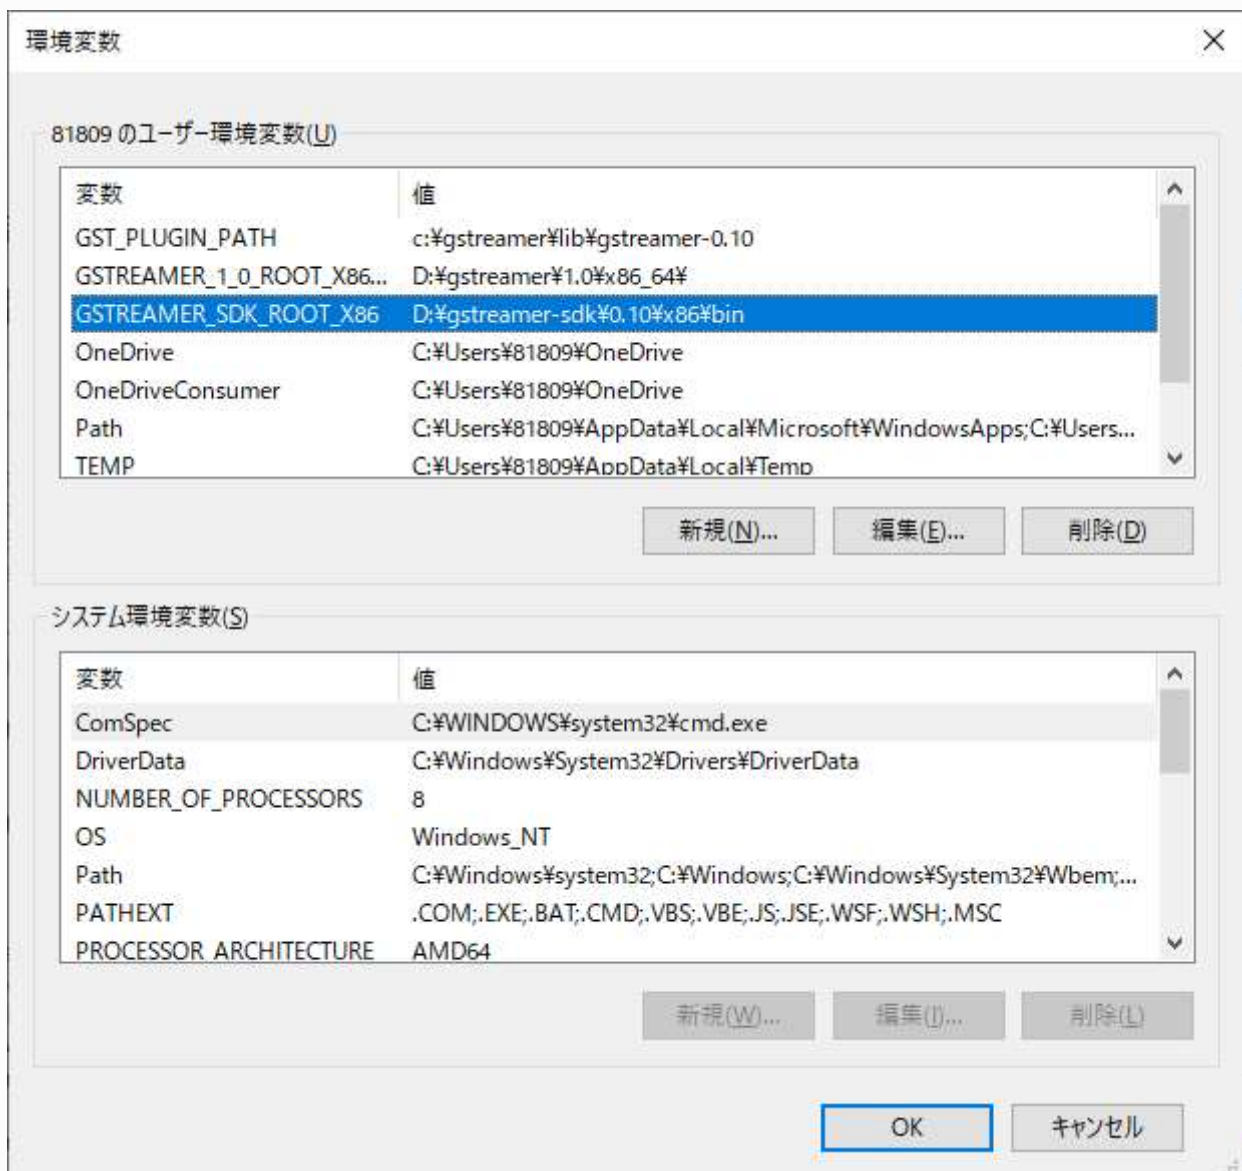 環境変数
81809 のユーザー環境変数(U)
変数 値
GST_PLUGIN_PATH c:¥gstreamer¥lib¥gstreamer-0.10
GSTREAMER_1_0_ROOT_X86... D:¥gstreamer¥1.0¥x86_64¥
GSTREAMER_SDK_ROOT_X86 D:¥gstreamer-sdk¥0.10¥x86¥bin
OneDrive C:¥Users¥81809¥OneDrive
OneDriveConsumer C:¥Users¥81809¥OneDrive
Path C:¥Users¥81809¥AppData¥Local¥Microsoft¥WindowsApps;C:¥Users...
TEMP C:¥Users¥81809¥AppData¥Local¥Temp
新規(N)... 編集(E)... 削除(D)
システム環境変数(S)
変数 値
ComSpec C:¥WINDOWS¥system32¥cmd.exe
DriverData C:¥Windows¥System32¥Drivers¥DriverData
NUMBER_OF_PROCESSORS 8
OS Windows_NT
Path C:¥Windows¥system32;C:¥Windows;C:¥Windows¥System32¥Wbem;...
PATHEXT .COM;.EXE;.BAT;.CMD;.VBS;.VBE;.JS;.JSE;.WSF;.WSH;.MSC
PROCESSOR_ARCHITECTURE AMD64
新規(W)... 編集(I)... 削除(L)
OK キャンセル